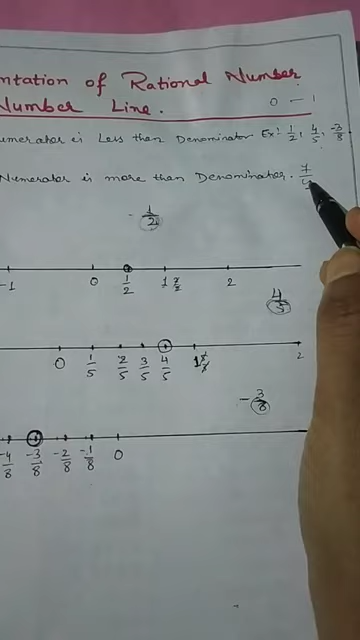 ntation of Rational Number
Number Line. 0 — 1
umerator is Less then Denominator Ex: 1/2, 4/5, -3/8
Numerator is more than Denominator. 7/
- 1/2
-1 0 1/2 1 2/2 2
4/5
0 1/5 2/5 3/5 4/5 1 5/5 2
- 3/8
-4/8 -3/8 -2/8 -1/8 0